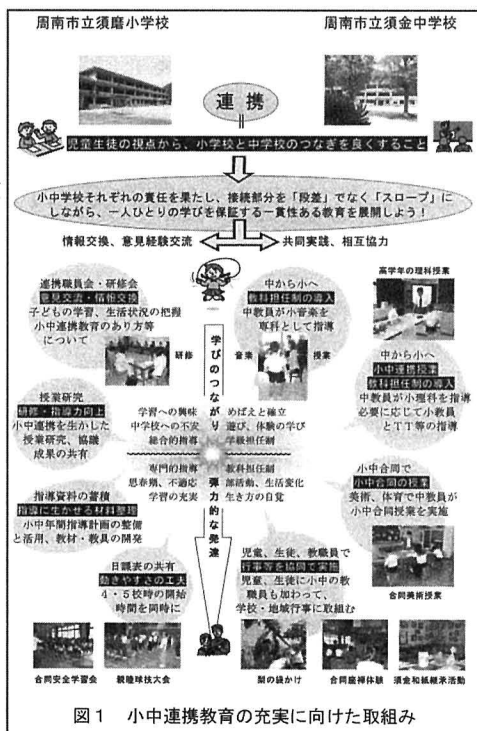 周南市立須磨小学校
周南市立須金中学校
連携
児童生徒の視点から、小学校と中学校のつなぎを良くすること
小中学校それぞれの責任を果たし、接続部分を「段差」でなく「スロープ」に
しながら、一人ひとりの学びを保証する一貫性ある教育を展開しよう！
情報交換、意見経験交流
共同実践、相互協力
連携職員会・研修会
意見交流・情報交換
子どもの学習、生活状況の把握
小中連携教育のあり方等
について
研修
中から小へ
教科担任制の導入
中教員が小音楽を
専科として指導
音楽
授業
高学年の理科授業
中から小へ
小中連携授業
教科担任制の導入
中教員が小理科を指導
必要に応じて小教員
とＴＴ等の指導
授業研究
研修・指導力向上
小中連携を生かした
授業研究、協議
成果の共有
学びのつながり
学習への興味
中学校への不安
総合的指導
めばえと確立
遊び、体験の学び
学級担任制
専門的指導
思春期、不適応
学習の充実
教科担任制
部活動、生活変化
生き方の自覚
弾力的な発達
指導資料の蓄積
指導に生かせる材料整理
小中年間指導計画の整備
と活用、教材・教具の開発
小中合同で
小中合同の授業
美術、体育で中教員が
小中合同授業を実施
合同美術授業
日課表の共有
動きやすさの工夫
４・５校時の開始
時間を同時に
児童、生徒、教職員で
行事等を協同で実施
児童、生徒に小中の教
職員も加わって、
学校・地域行事に取組む
合同安全学習会
親睦球技大会
梨の袋かけ
合同座禅体験
須金和紙継承活動
図１　小中連携教育の充実に向けた取組み